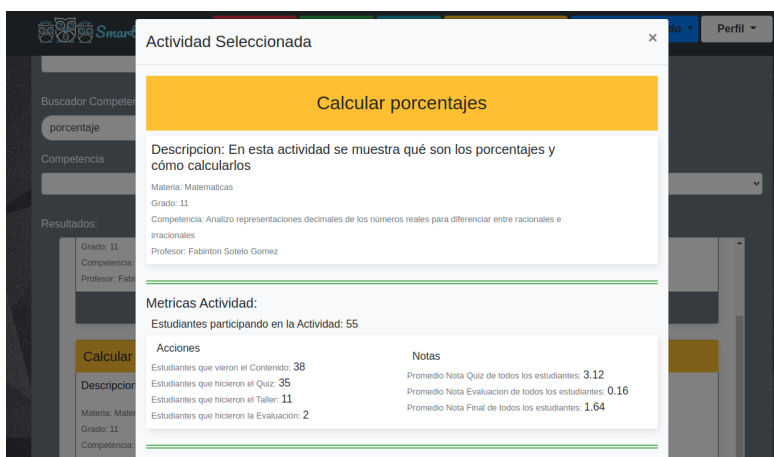 Smart
do
Perfil
Actividad Seleccionada
×
Buscador Competen
porcentaje
Competencia
Resultados:
Grado: 11
Competencia:
Profesor: Fabi
Calcular
Descripcion
Materia: Matem
Grado: 11
Competencia:
Calcular porcentajes
Descripcion: En esta actividad se muestra qué son los porcentajes y
cómo calcularlos
Materia: Matematicas
Grado: 11
Competencia: Analizo representaciones decimales de los números reales para diferenciar entre racionales e
irracionales
Profesor: Fabinton Sotelo Gomez
Metricas Actividad:
Estudiantes participando en la Actividad: 55
Acciones
Estudiantes que vieron el Contenido: 38
Estudiantes que hicieron el Quiz: 35
Estudiantes que hicieron el Taller: 11
Estudiantes que hicieron la Evaluación: 2
Notas
Promedio Nota Quiz de todos los estudiantes: 3.12
Promedio Nota Evaluacion de todos los estudiantes: 0.16
Promedio Nota Final de todos los estudiantes: 1.64